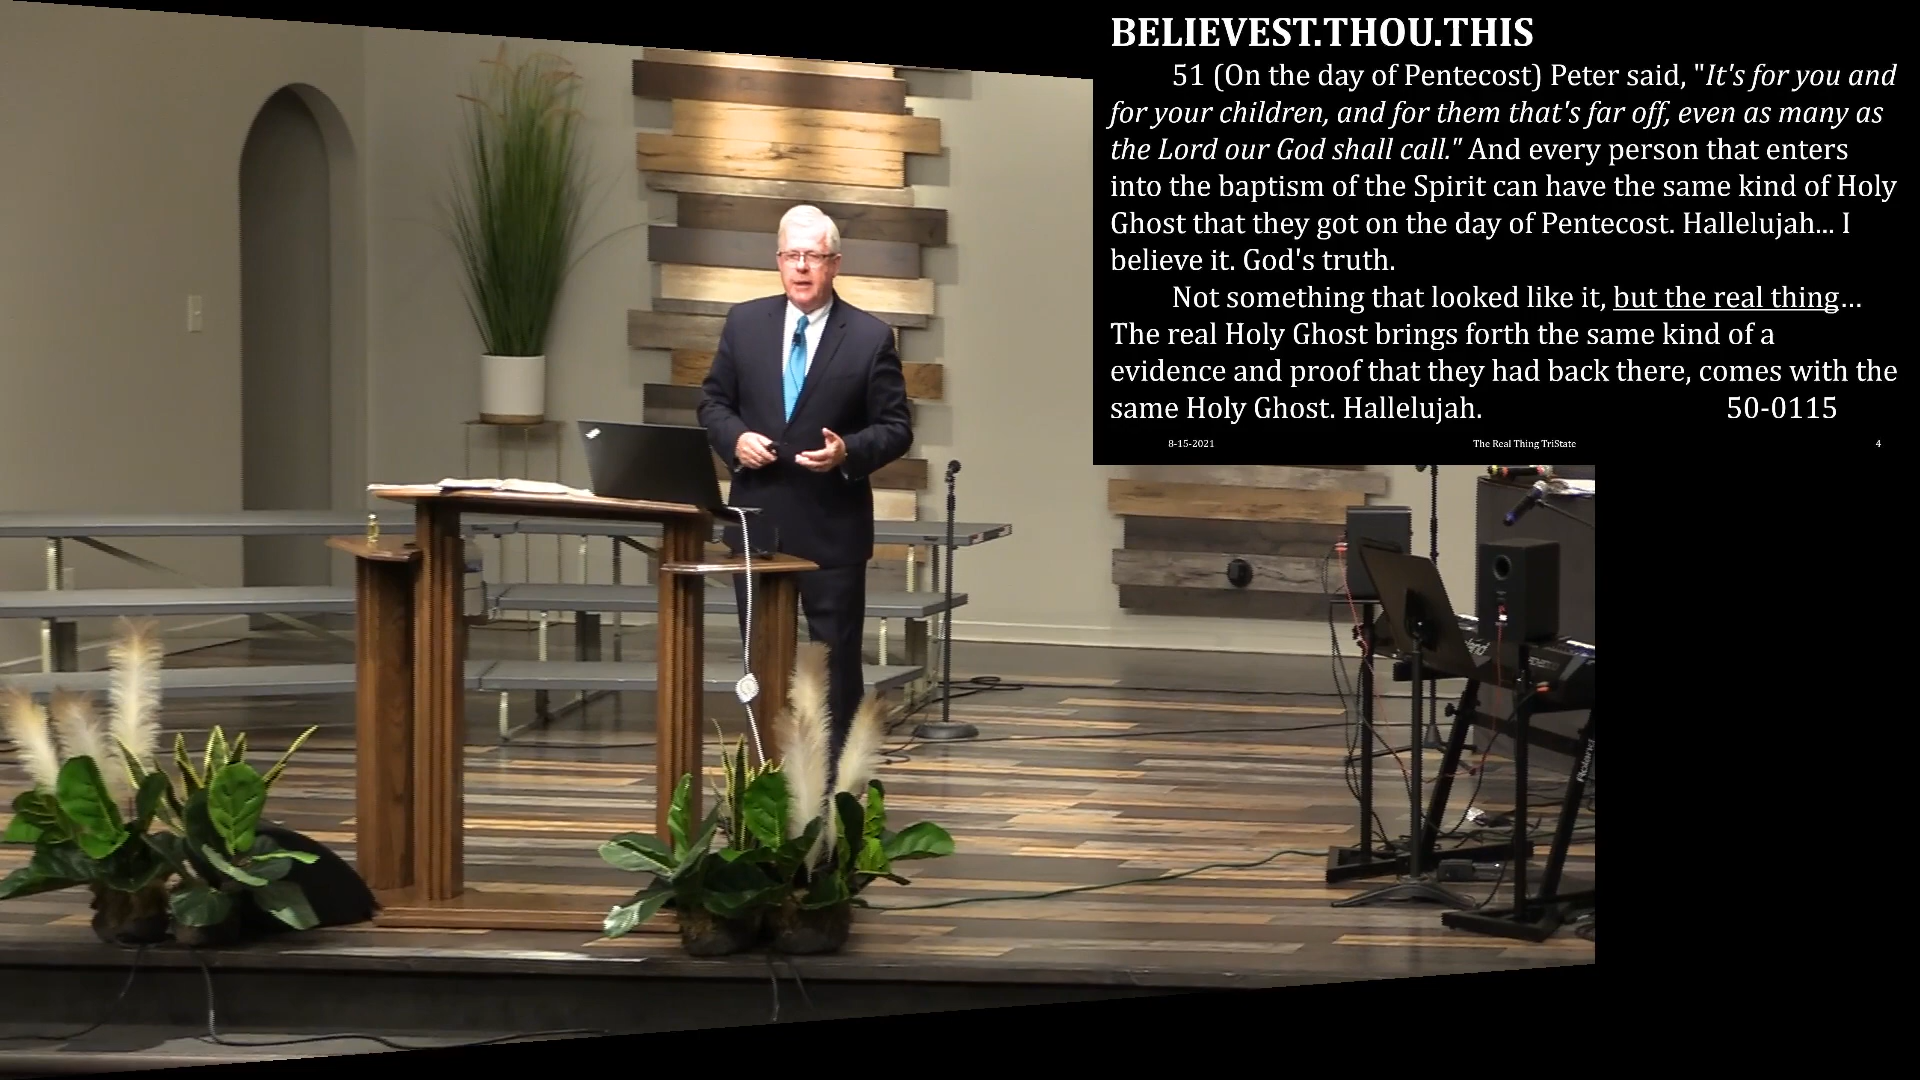 BELIEVEST.THOU.THIS
51 (On the day of Pentecost) Peter said, "It's for you and
for your children, and for them that's far off, even as many as
the Lord our God shall call." And every person that enters
into the baptism of the Spirit can have the same kind of Holy
Ghost that they got on the day of Pentecost. Hallelujah... I
believe it. God's truth.
Not something that looked like it, but the real thing...
The real Holy Ghost brings forth the same kind of a
evidence and proof that they had back there, comes with the
same Holy Ghost. Hallelujah. 50-0115
8-15-2021 The Real Thing TriState 4
Roland